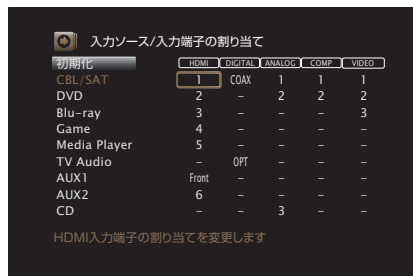 入力ソース/入力端子の割り当て
初期化 HDMI DIGITAL ANALOG COMP VIDEO
CBL/SAT 1 COAX 1 1 1
DVD 2 – 2 2 2
Blu-ray 3 – – – 3
Game 4 – – – –
Media Player 5 – – – –
TV Audio – OPT – – –
AUX1 Front – – – –
AUX2 6 – – – –
CD – – 3 – –
HDMI入力端子の割り当てを変更します